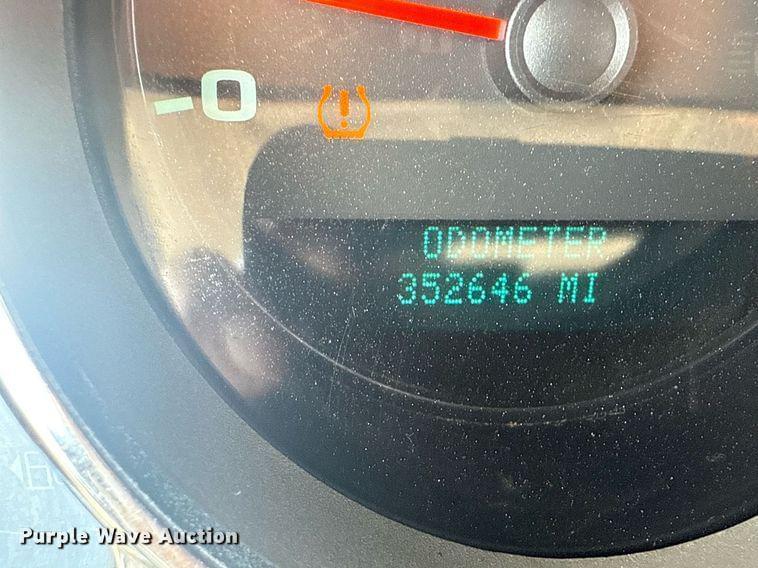 0
ODOMETER
352646 MI
Purple Wave Auction